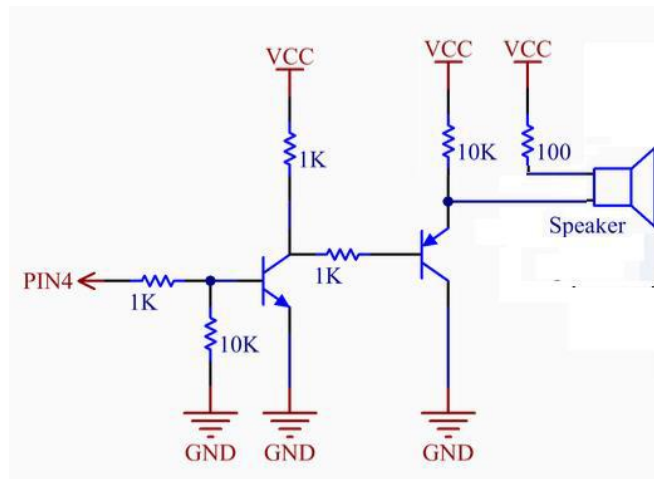 VCC
VCC
VCC
1K
10K
100
Speaker
1K
PIN4
1K
10K
GND
GND
GND